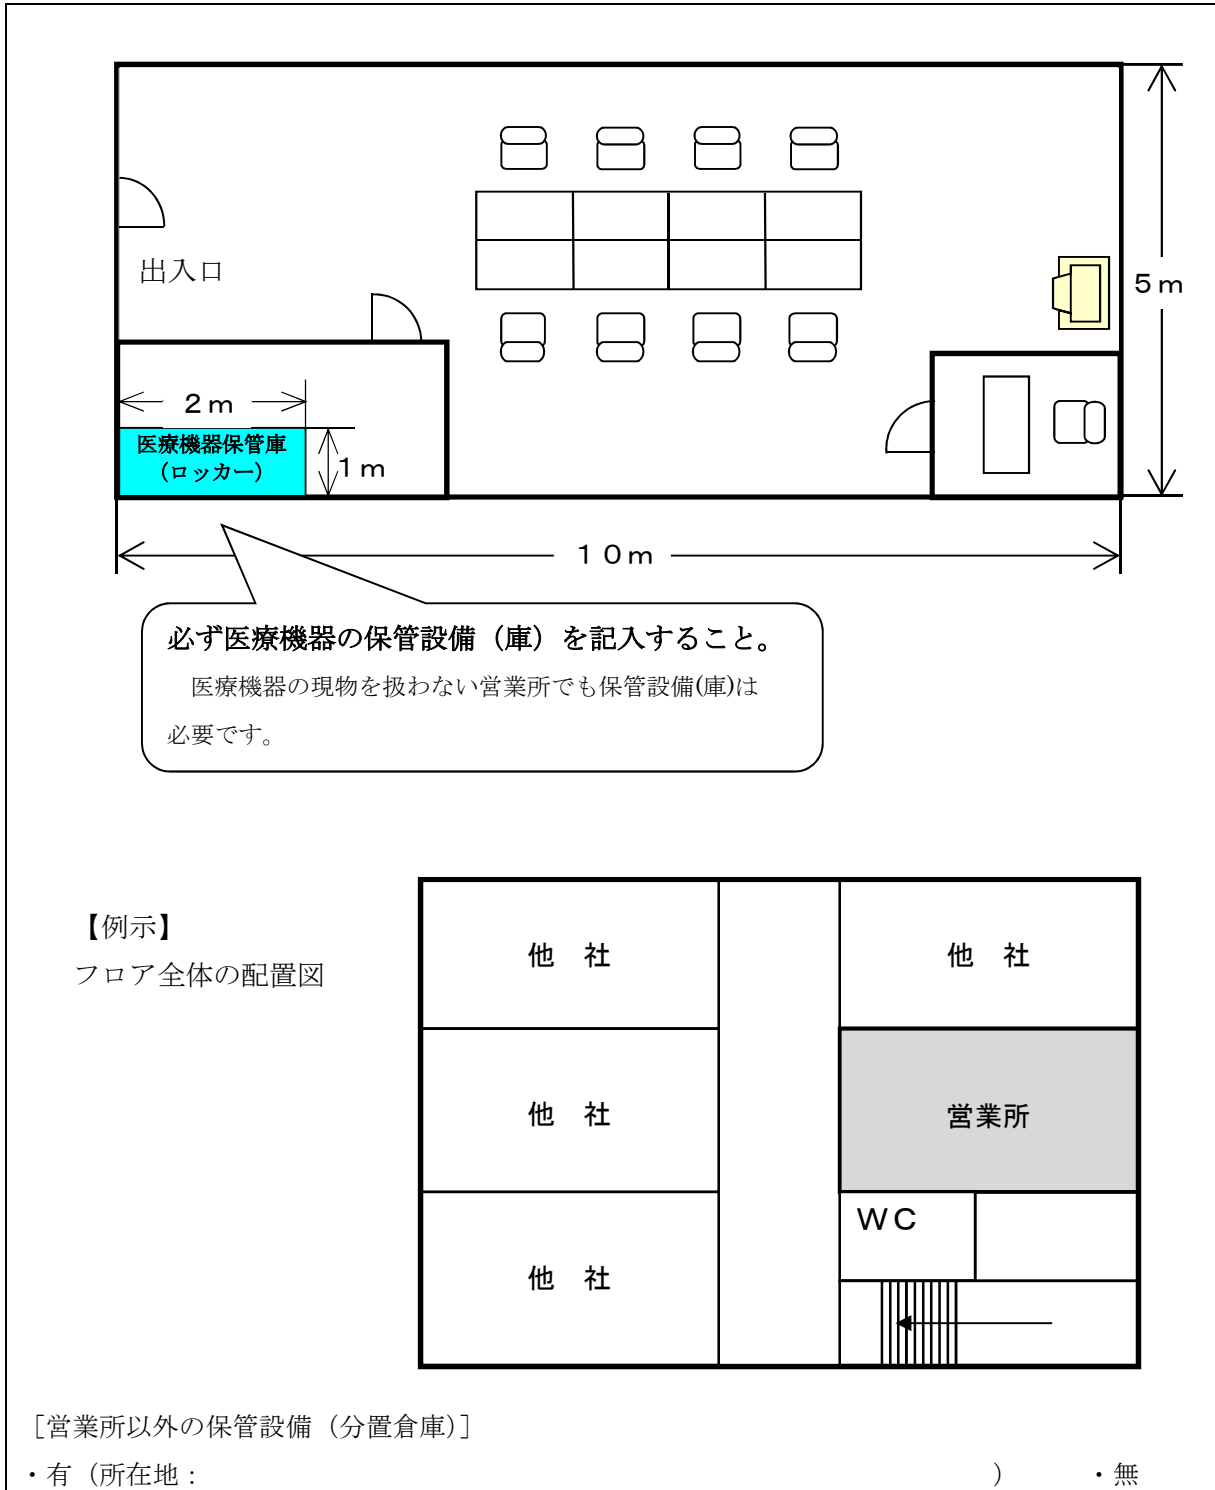 出入口
５ｍ
２ｍ
医療機器保管庫
（ロッカー）
１ｍ
１０ｍ
必ず医療機器の保管設備（庫）を記入すること。
医療機器の現物を扱わない営業所でも保管設備(庫)は
必要です。
【例示】
フロア全体の配置図
他　社
他　社
他　社
営業所
ＷＣ
他　社
［営業所以外の保管設備（分置倉庫）］
・有（所在地：　　　　　　　　　　　　　　　　　　　　）　　・無